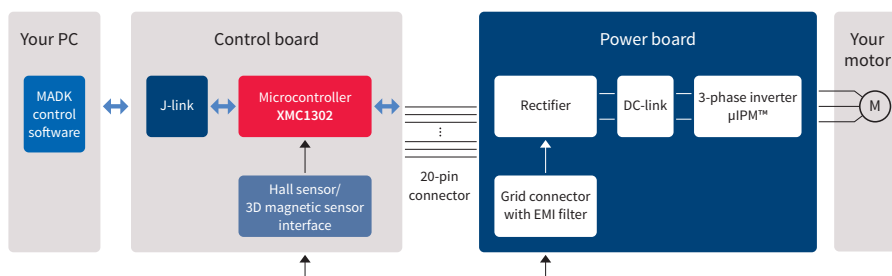 Your PC
Control board
Power board
Your
motor
MADK
control
software
J-link
Microcontroller
XMC1302
Rectifier
DC-link
3-phase inverter
µIPM™
M
20-pin
connector
Hall sensor/
3D magnetic sensor
interface
Grid connector
with EMI filter